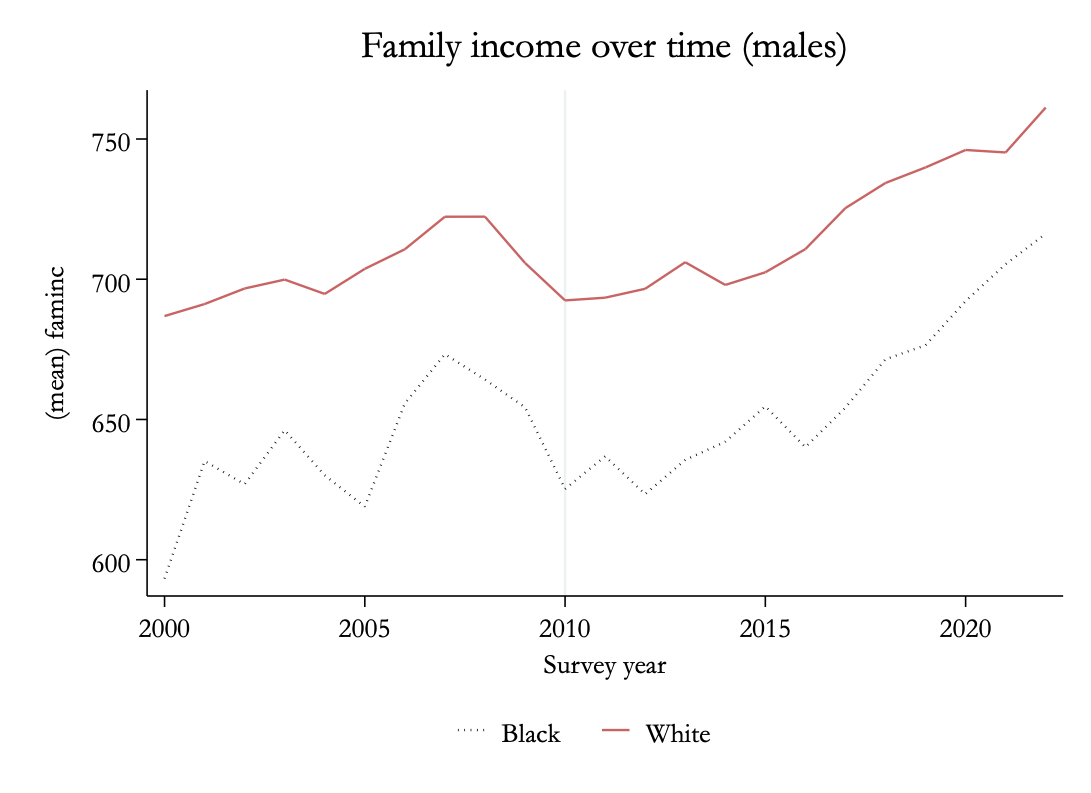 Family income over time (males)
(mean) faminc
750
700
650
600
2000 2005 2010 2015 2020
Survey year
Black White